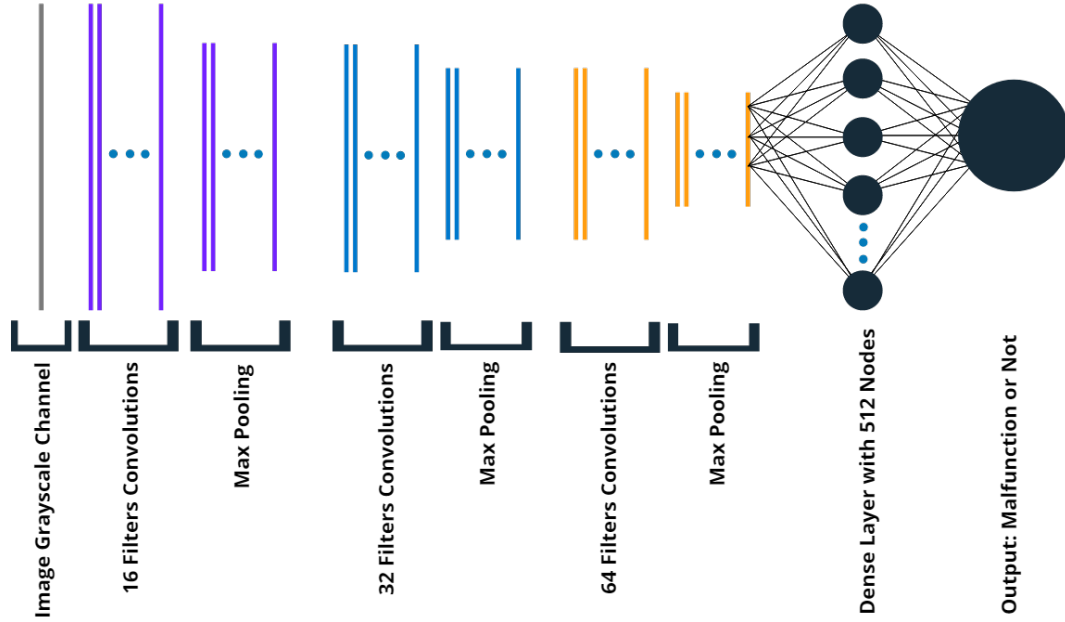 Image Grayscale Channel
16 Filters Convolutions
Max Pooling
32 Filters Convolutions
Max Pooling
64 Filters Convolutions
Max Pooling
Dense Layer with 512 Nodes
Output: Malfunction or Not